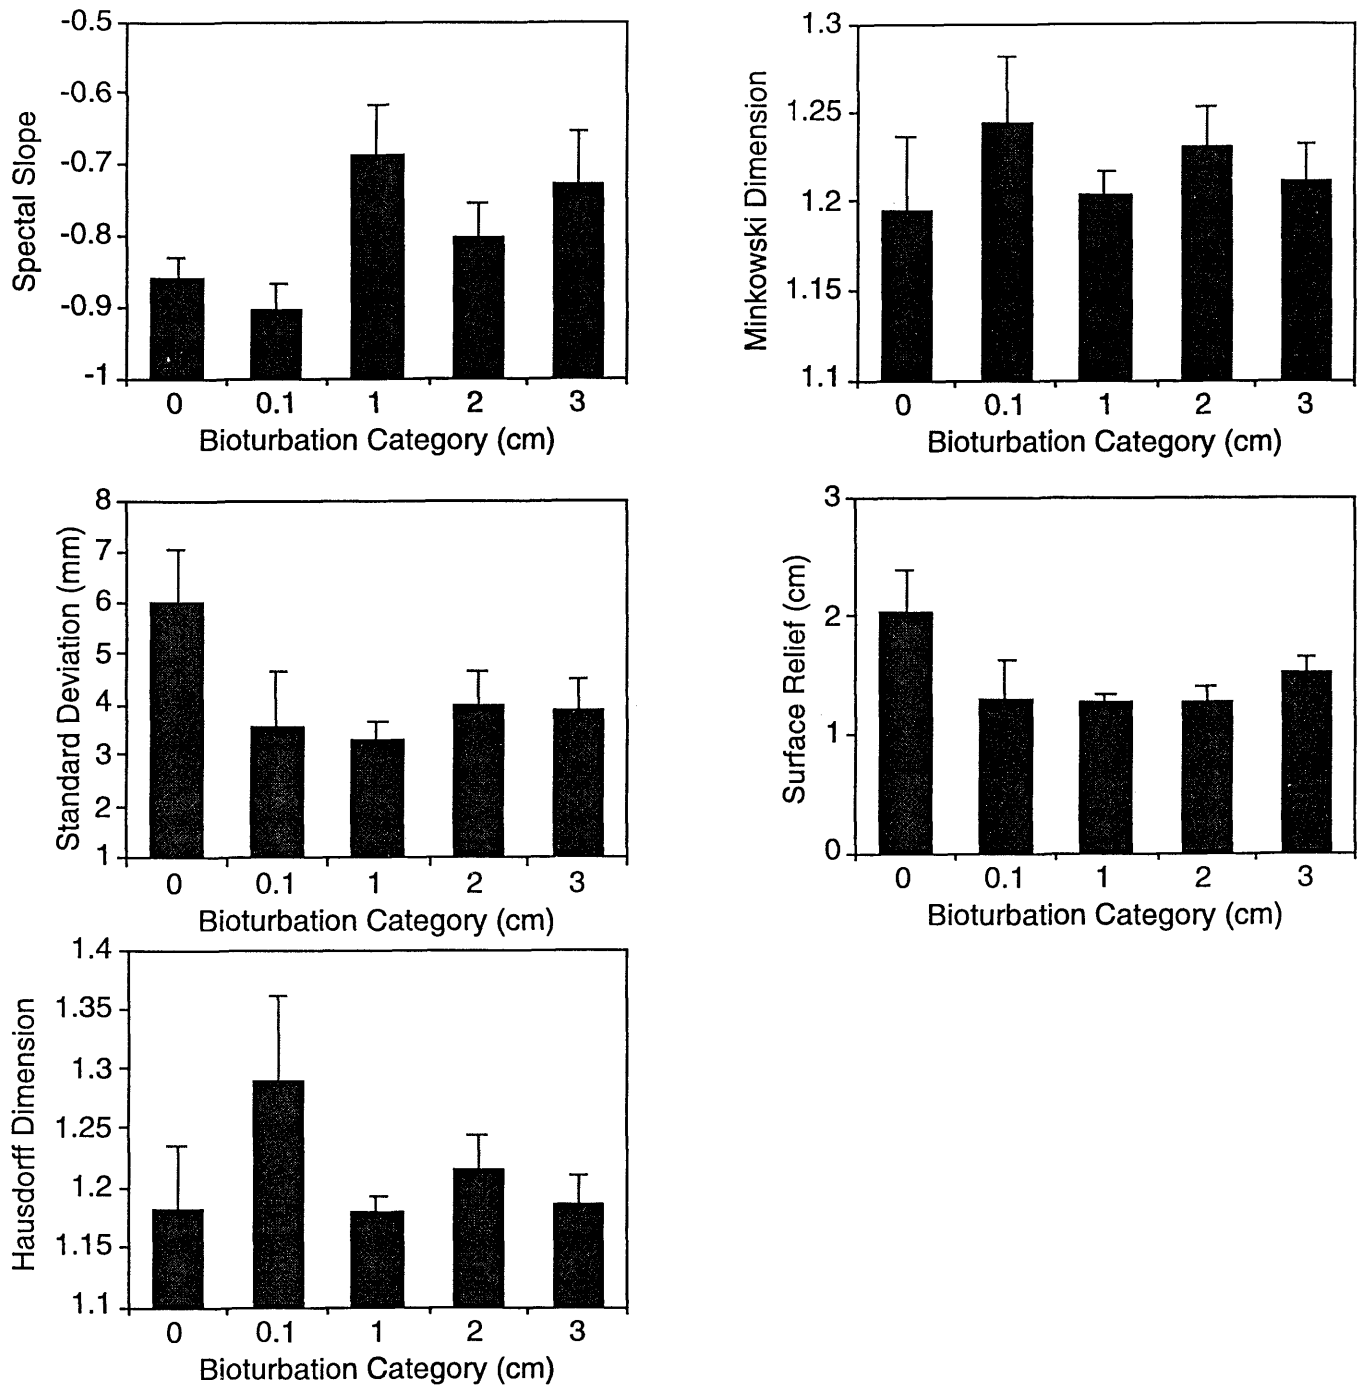 -0.5
-0.6
-0.7
-0.8
-0.9
-1
Spectal Slope
0 0.1 1 2 3
Bioturbation Category (cm)
1.3
1.25
1.2
1.15
1.1
Minkowski Dimension
0 0.1 1 2 3
Bioturbation Category (cm)
8
7
6
5
4
3
2
1
Standard Deviation (mm)
0 0.1 1 2 3
Bioturbation Category (cm)
3
2
1
0
Surface Relief (cm)
0 0.1 1 2 3
Bioturbation Category (cm)
1.4
1.35
1.3
1.25
1.2
1.15
1.1
Hausdorff Dimension
0 0.1 1 2 3
Bioturbation Category (cm)